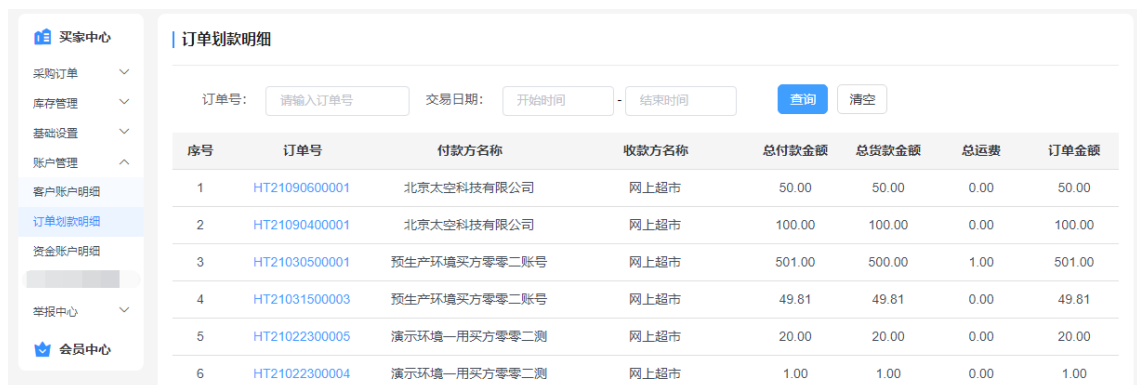 买家中心
采购订单
库存管理
基础设置
账户管理
客户账户明细
订单划款明细
资金账户明细
举报中心
会员中心
订单划款明细
订单号: 请输入订单号 交易日期: 开始时间 - 结束时间 查询 清空
序号 订单号 付款方名称 收款方名称 总付款金额 总货款金额 总运费 订单金额
1 HT21090600001 北京太空科技有限公司 网上超市 50.00 50.00 0.00 50.00
2 HT21090400001 北京太空科技有限公司 网上超市 100.00 100.00 0.00 100.00
3 HT21030500001 预生产环境买方零零二账号 网上超市 501.00 500.00 1.00 501.00
4 HT21031500003 预生产环境买方零零二账号 网上超市 49.81 49.81 0.00 49.81
5 HT21022300005 演示环境一用买方零零二测 网上超市 20.00 20.00 0.00 20.00
6 HT21022300004 演示环境一用买方零零二测 网上超市 1.00 1.00 0.00 1.00